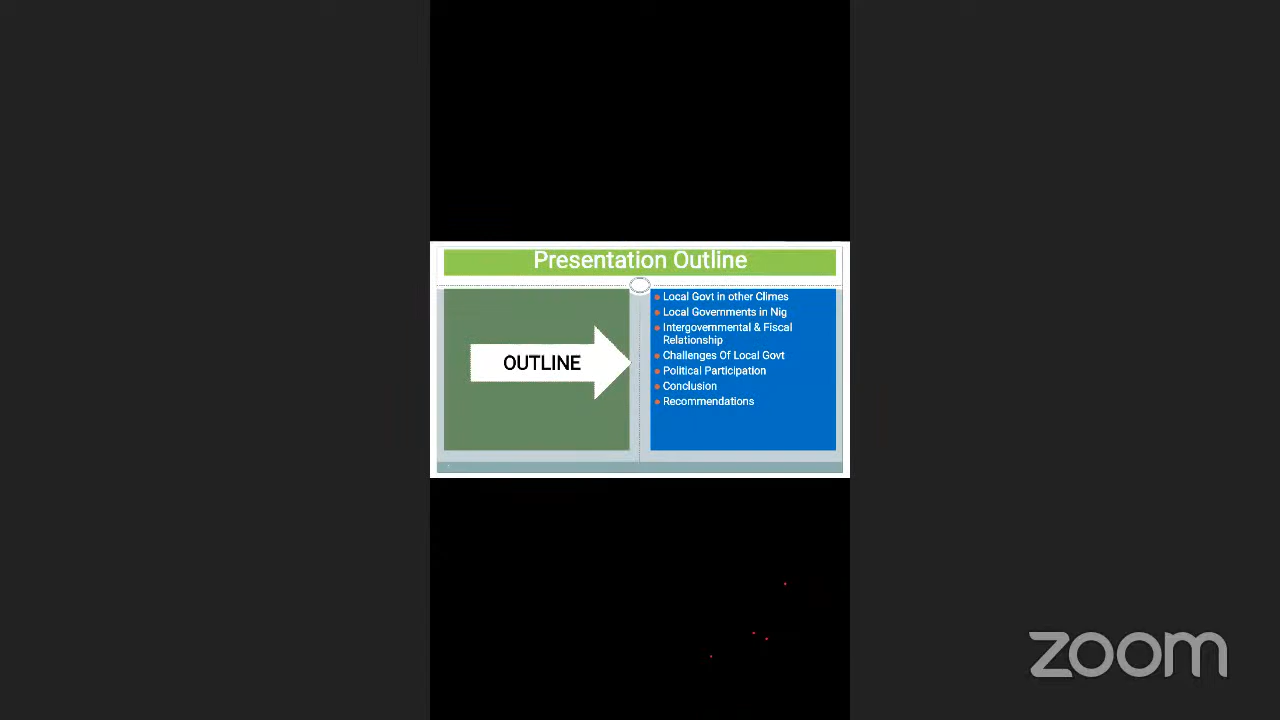 Presentation Outline
OUTLINE
Local Govt in other Climes
Local Governments in Nig
Intergovernmental & Fiscal
Relationship
Challenges Of Local Govt
Political Participation
Conclusion
Recommendations
zoom